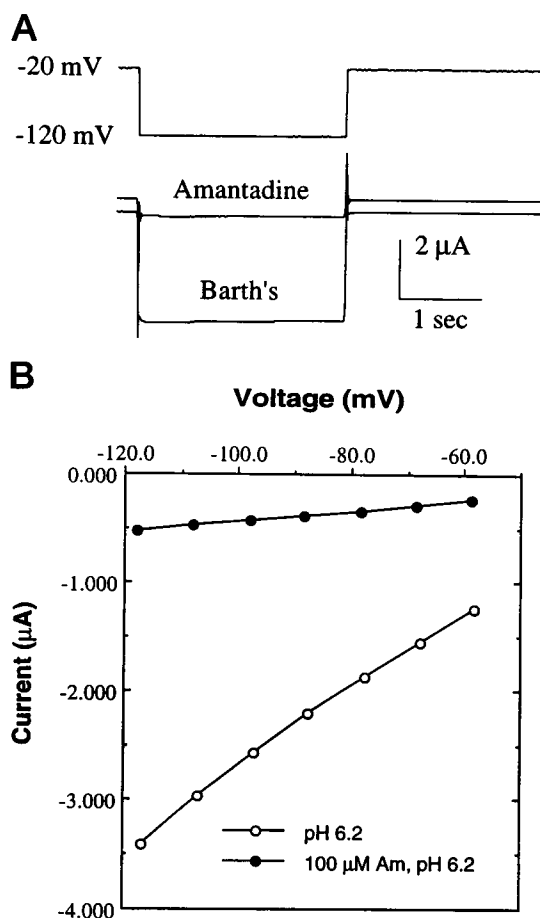 A
-20 mV
-120 mV
Amantadine
2 µA
Barth's
1 sec
B
Voltage (mV)
-120.0 -100.0 -80.0 -60.0
0.000
-1.000
-2.000
-3.000
-4.000
Current (µA)
pH 6.2
100 µM Am, pH 6.2